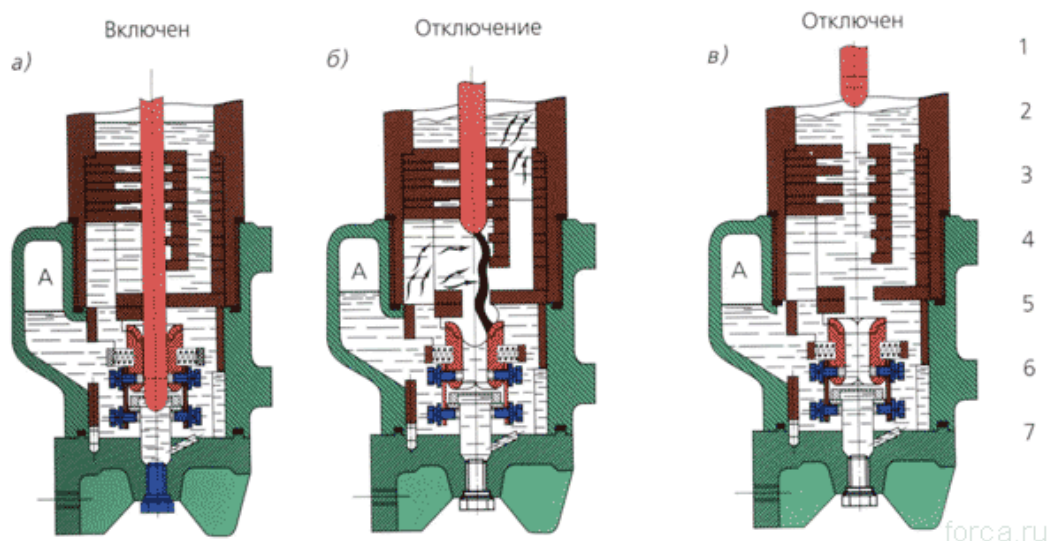 Включен
Отключение
Отключен
а)
б)
в)
1
2
3
А
А
А
4
5
6
7
forca.ru